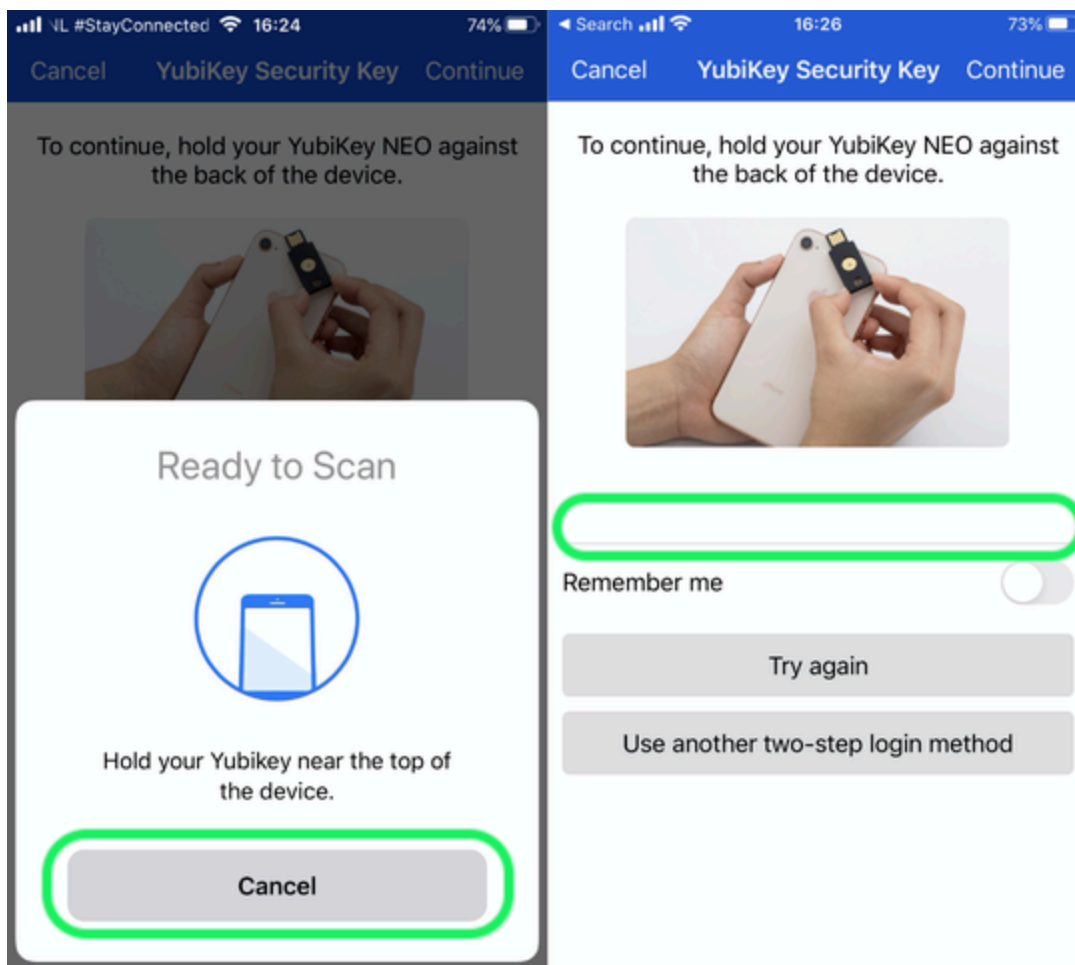 NL #StayConnected 16:24 74%
Cancel YubiKey Security Key Continue
To continue, hold your YubiKey NEO against
the back of the device.
Ready to Scan
Hold your Yubikey near the top of
the device.
Cancel
Search 16:26 73%
Cancel YubiKey Security Key Continue
To continue, hold your YubiKey NEO against
the back of the device.
Remember me
Try again
Use another two-step login method